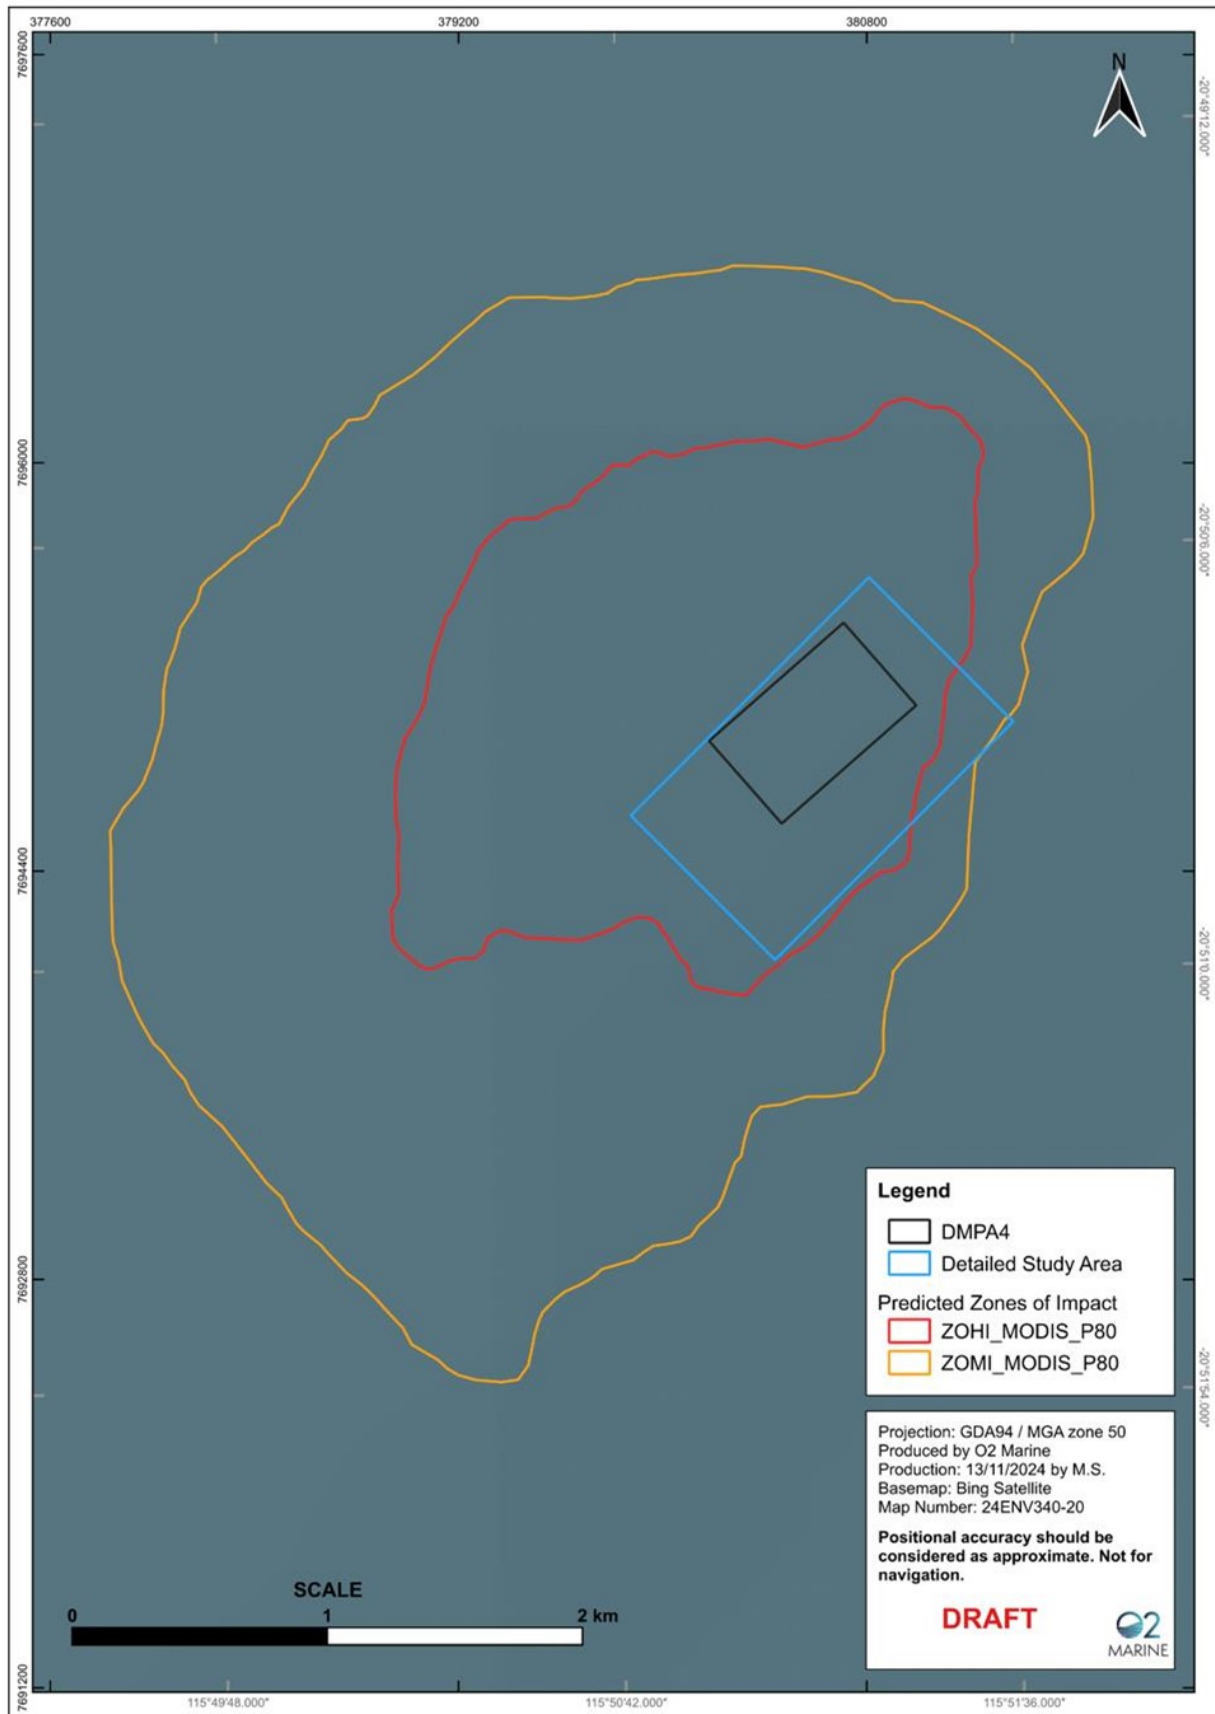 377600
379200
380800
7697600
N
-20°49'12.000"
7696000
-20°50'6.000"
7694400
-20°51'0.000"
7692800
-20°51'54.000"
7691200
Legend
DMPA4
Detailed Study Area
Predicted Zones of Impact
ZOHI_MODIS_P80
ZOMI_MODIS_P80
Projection: GDA94 / MGA zone 50
Produced by O2 Marine
Production: 13/11/2024 by M.S.
Basemap: Bing Satellite
Map Number: 24ENV340-20
Positional accuracy should be
considered as approximate. Not for
navigation.
DRAFT
O2
MARINE
SCALE
0 1 2 km
115°49'48.000"
115°50'42.000"
115°51'36.000"